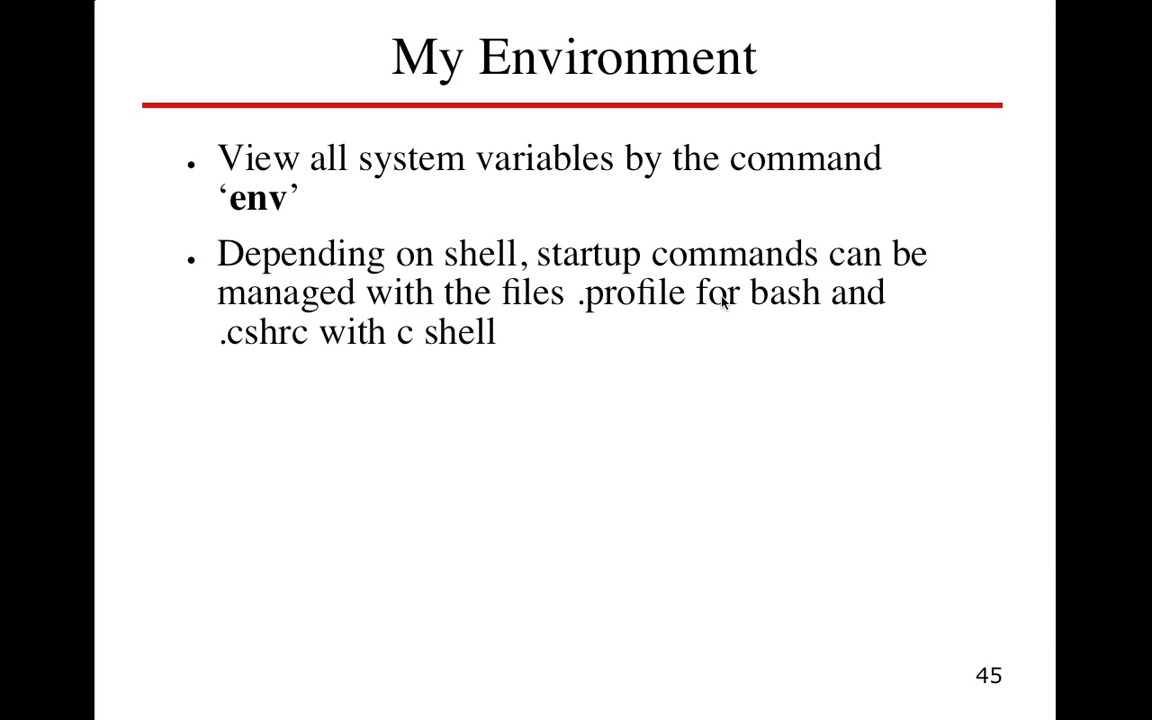 My Environment
• View all system variables by the command
‘env’
• Depending on shell, startup commands can be
managed with the files .profile for bash and
.cshrc with c shell
45